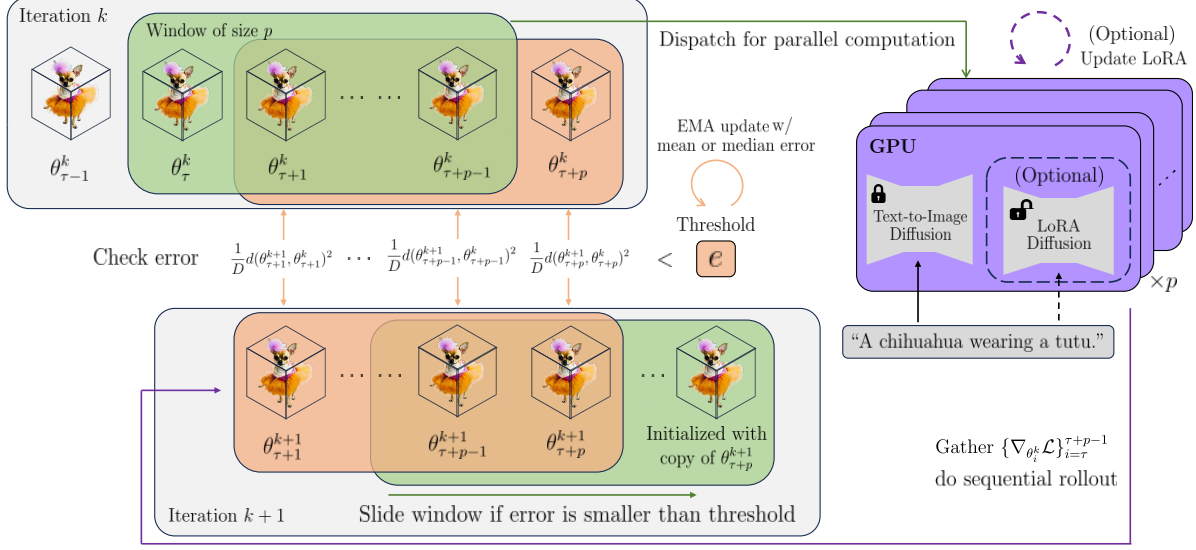 Iteration k
Window of size p
θ^k_{τ−1}
θ^k_τ
θ^k_{τ+1}
⋯ ⋯
θ^k_{τ+p−1}
θ^k_{τ+p}
Dispatch for parallel computation
(Optional)
Update LoRA
EMA update w/
mean or median error
Threshold
e
Check error
1/D d(θ^{k+1}_{τ+1}, θ^k_{τ+1})^2
⋯
1/D d(θ^{k+1}_{τ+p−1}, θ^k_{τ+p−1})^2
1/D d(θ^{k+1}_{τ+p}, θ^k_{τ+p})^2
<
GPU
(Optional)
Text-to-Image
Diffusion
LoRA
Diffusion
×p
“A chihuahua wearing a tutu.”
θ^{k+1}_{τ+1}
⋯ ⋯
θ^{k+1}_{τ+p−1}
θ^{k+1}_{τ+p}
⋯
Initialized with
copy of θ^{k+1}_{τ+p}
Iteration k + 1
Slide window if error is smaller than threshold
Gather {∇_{θ^k_i} ℒ}^{τ+p−1}_{i=τ}
do sequential rollout